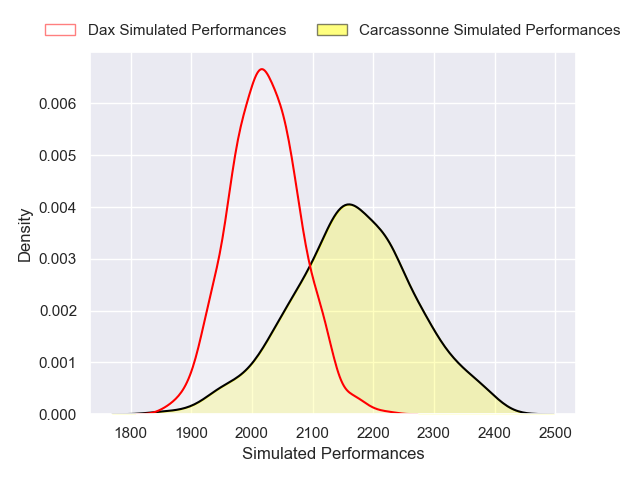 Dax Simulated Performances
Carcassonne Simulated Performances
0.006
0.005
0.004
0.003
0.002
0.001
0.000
Density
1800 1900 2000 2100 2200 2300 2400 2500
Simulated Performances